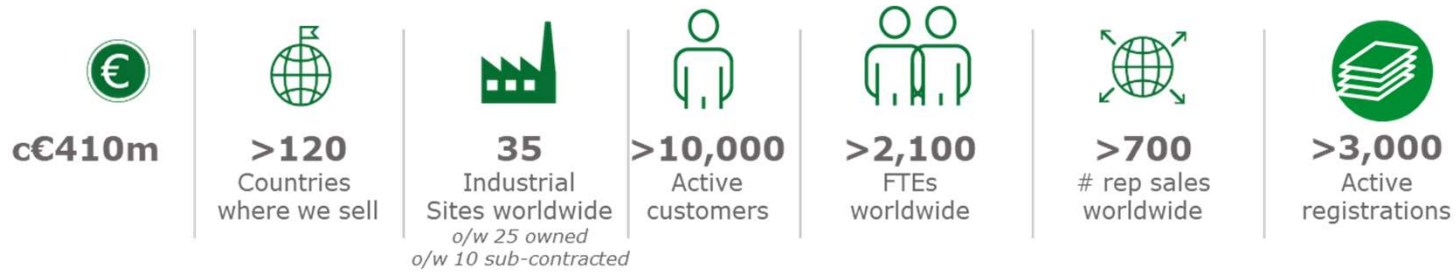 €
c€410m
>120
Countries
where we sell
35
Industrial
Sites worldwide
o/w 25 owned
o/w 10 sub-contracted
>10,000
Active
customers
>2,100
FTEs
worldwide
>700
# rep sales
worldwide
>3,000
Active
registrations